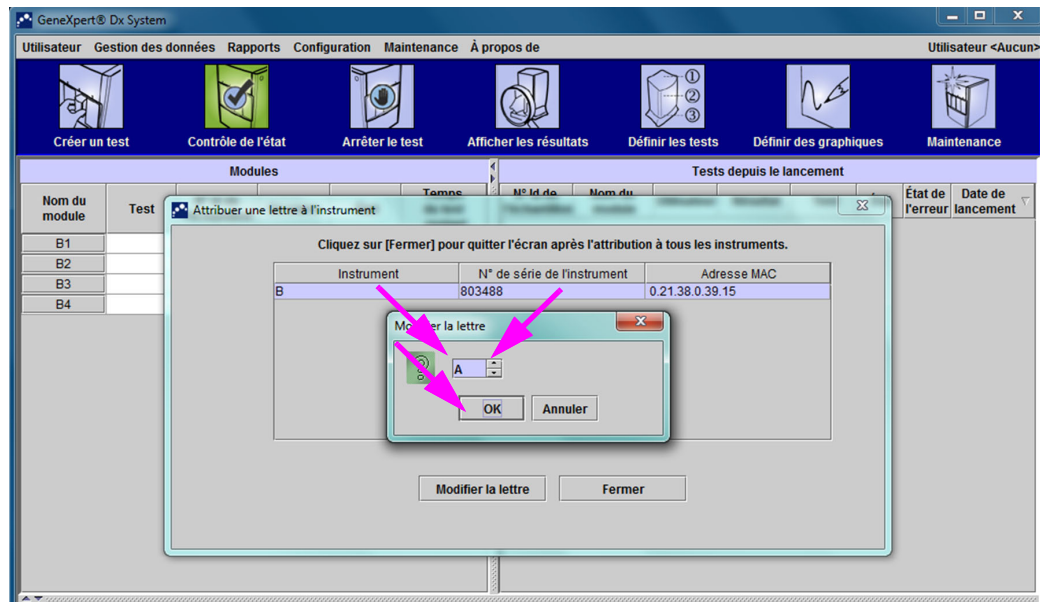 GeneXpert® Dx System
Utilisateur Gestion des données Rapports Configuration Maintenance À propos de Utilisateur <Aucun>
Créer un test Contrôle de l'état Arrêter le test Afficher les résultats Définir les tests Définir des graphiques Maintenance
Modules Tests depuis le lancement
Nom du module Test Temps N° Id de Nom du État de l'erreur Date de lancement
Attribuer une lettre à l'instrument
Cliquez sur [Fermer] pour quitter l'écran après l'attribution à tous les instruments.
Instrument N° de série de l'instrument Adresse MAC
B 803488 0.21.38.0.39.15
B1
B2
B3
B4
Modifier la lettre
A
OK Annuler
Modifier la lettre Fermer